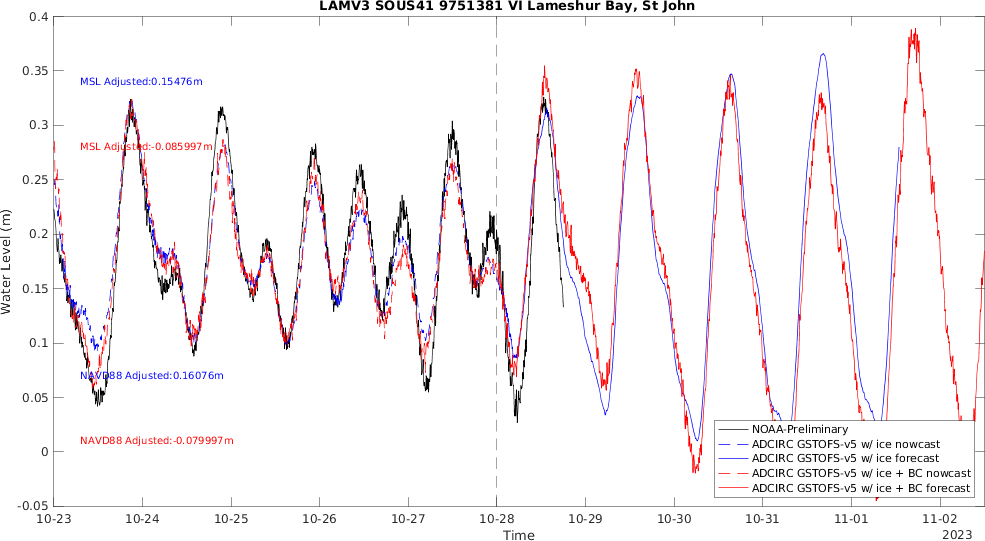 LAMV3 SOUS41 9751381 VI Lameshur Bay, St John
0.4
0.35
0.3
0.25
0.2
0.15
0.1
0.05
0
-0.05
Water Level (m)
MSL Adjusted:0.15476m
MSL Adjusted:-0.085997m
NAVD88 Adjusted:0.16076m
NAVD88 Adjusted:-0.079997m
NOAA-Preliminary
ADCIRC GSTOFS-v5 w/ ice nowcast
ADCIRC GSTOFS-v5 w/ ice forecast
ADCIRC GSTOFS-v5 w/ ice + BC nowcast
ADCIRC GSTOFS-v5 w/ ice + BC forecast
10-23 10-24 10-25 10-26 10-27 10-28 10-29 10-30 10-31 11-01 11-02
2023
Time